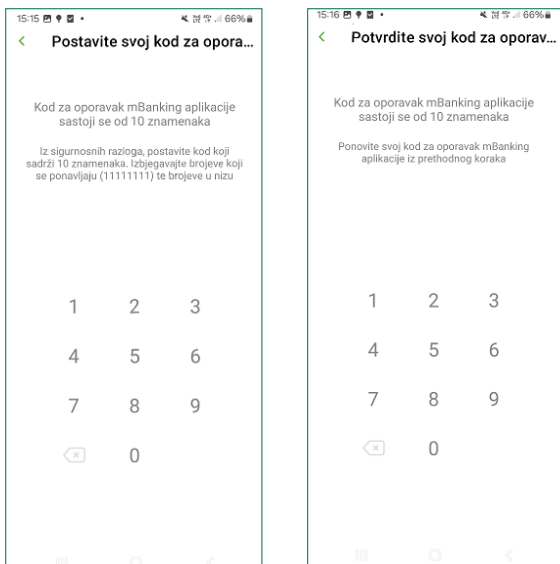 15:15 66%
Postavite svoj kod za opora...
Kod za oporavak mBanking aplikacije
sastoji se od 10 znamenaka
Iz sigurnosnih razloga, postavite kod koji
sadrži 10 znamenaka. Izbjegavajte brojeve koji
se ponavljaju (11111111) te brojeve u nizu
1 2 3
4 5 6
7 8 9
0
15:16 66%
Potvrdite svoj kod za oporav...
Kod za oporavak mBanking aplikacije
sastoji se od 10 znamenaka
Ponovite svoj kod za oporavak mBanking
aplikacije iz prethodnog koraka
1 2 3
4 5 6
7 8 9
0